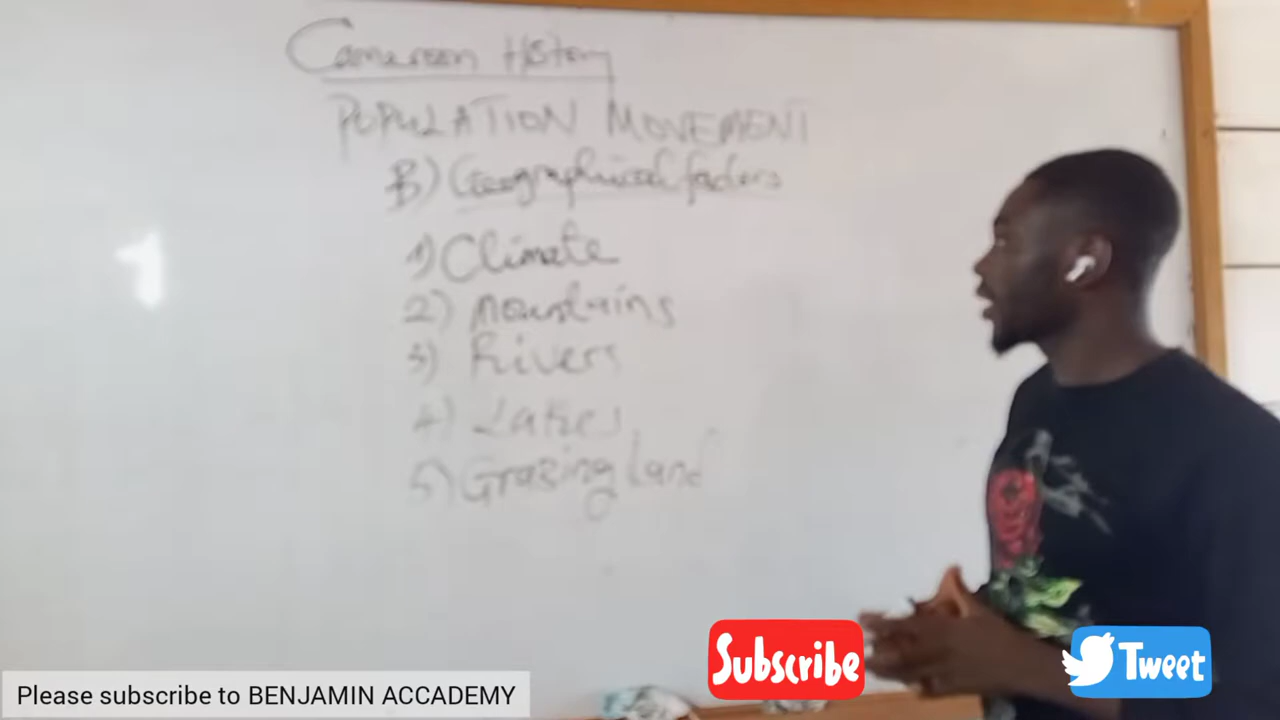 Cameroon History
POPULATION MOVEMENT
B) Geographical factors
1) Climate
2) Mountains
3) Rivers
4) Lakes
5) Grazing land
Subscribe
Tweet
Please subscribe to BENJAMIN ACCADEMY